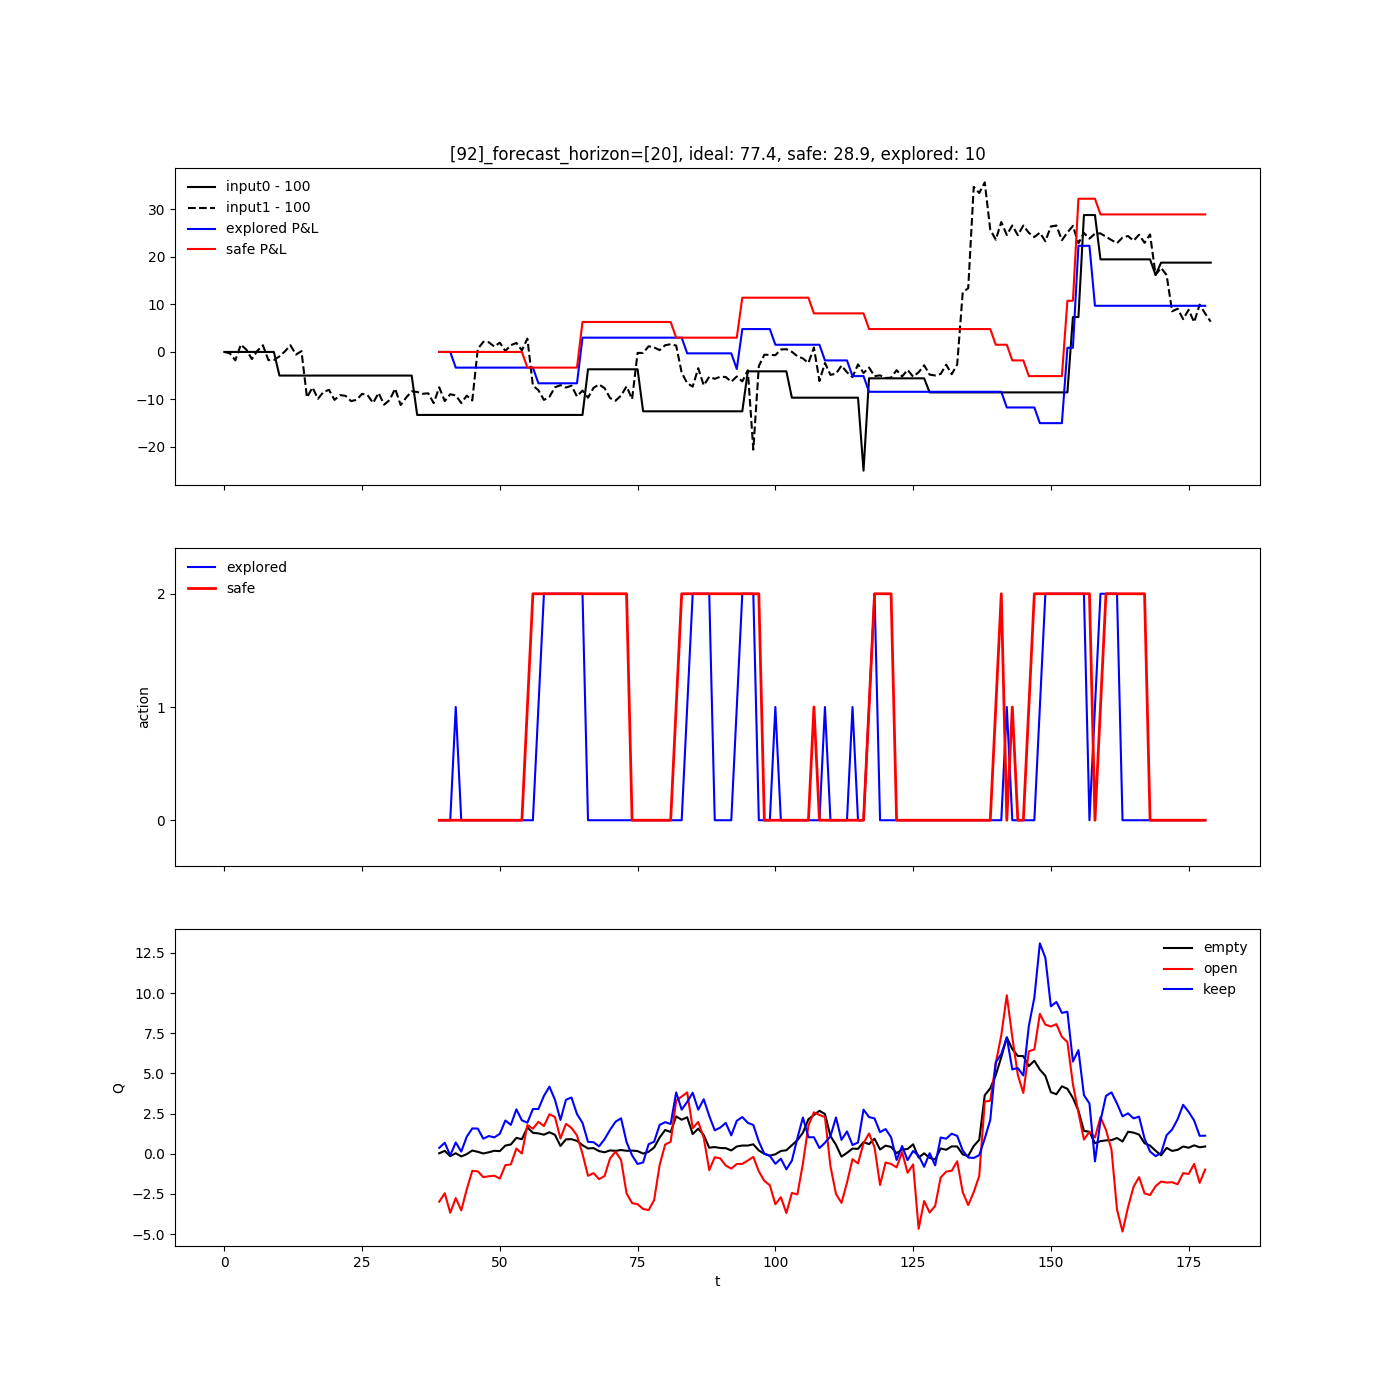 [92]_forecast_horizon=[20], ideal: 77.4, safe: 28.9, explored: 10
input0 - 100
input1 - 100
explored P&L
safe P&L
30
20
10
0
−10
−20
explored
safe
2
1
0
action
empty
open
keep
12.5
10.0
7.5
5.0
2.5
0.0
−2.5
−5.0
Q
0 25 50 75 100 125 150 175
t